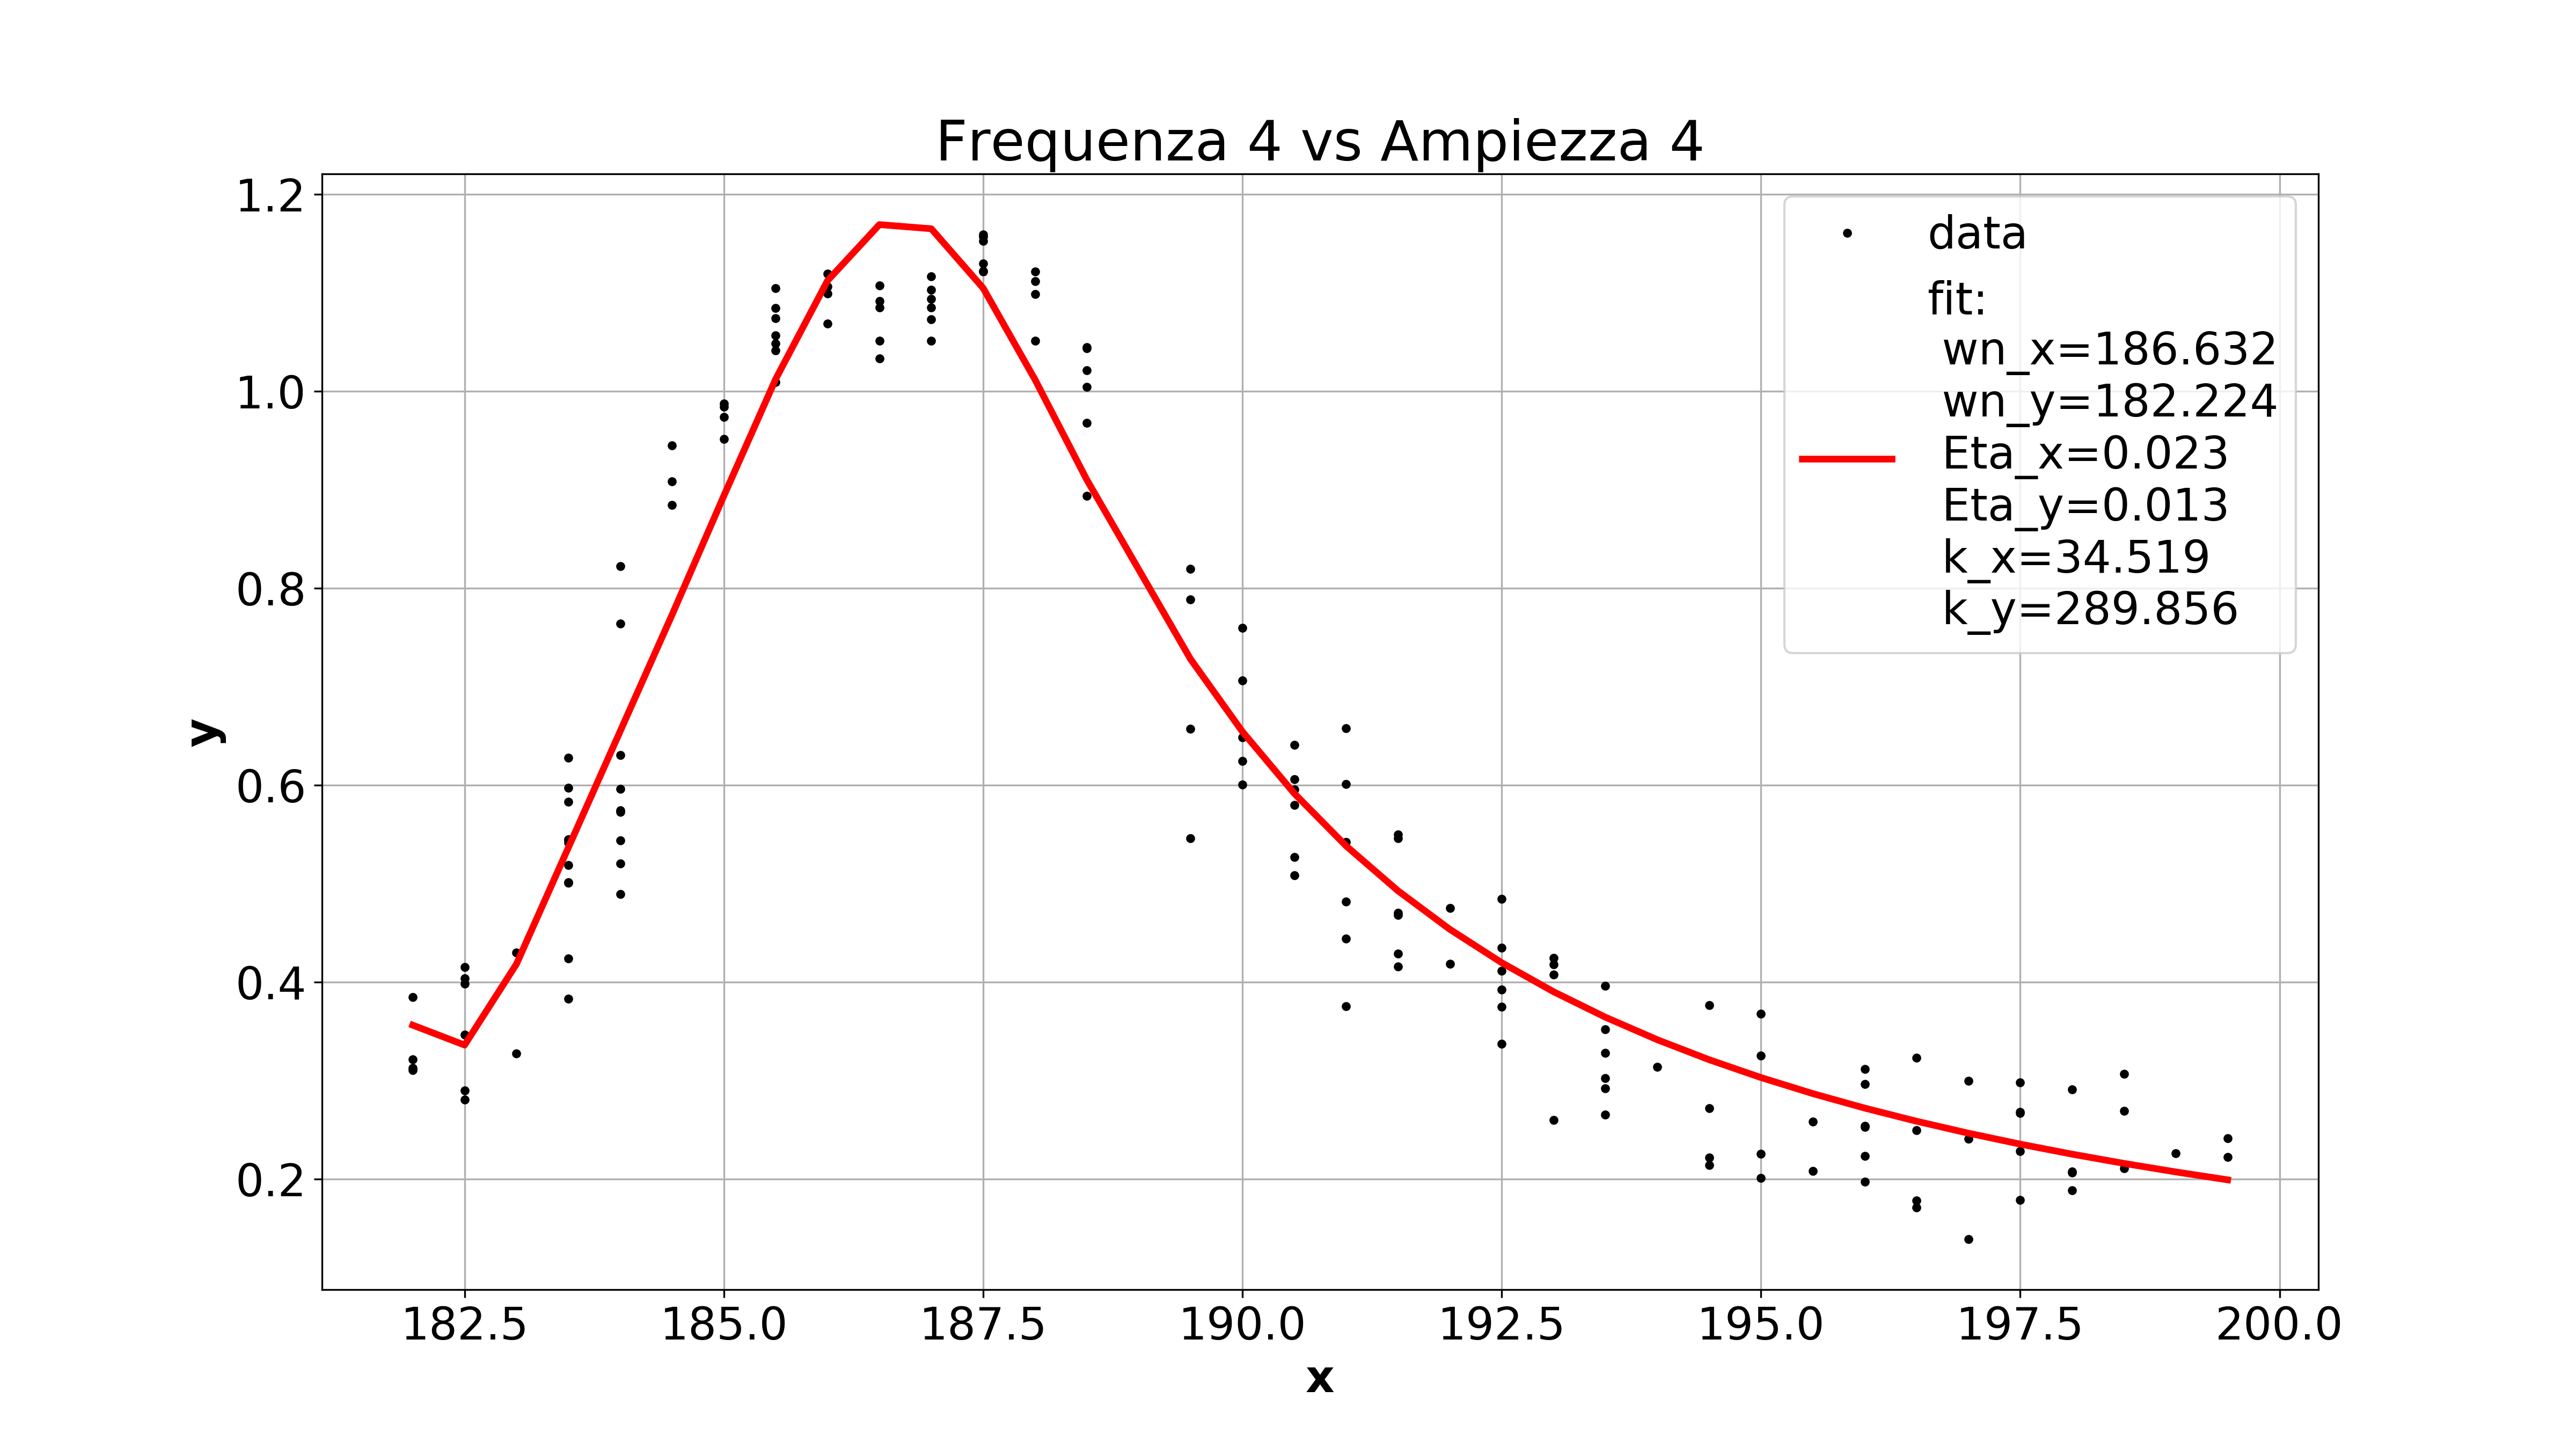 Frequenza 4 vs Ampiezza 4
1.2
1.0
0.8
0.6
0.4
0.2
y
data
fit:
wn_x=186.632
wn_y=182.224
Eta_x=0.023
Eta_y=0.013
k_x=34.519
k_y=289.856
182.5 185.0 187.5 190.0 192.5 195.0 197.5 200.0
x